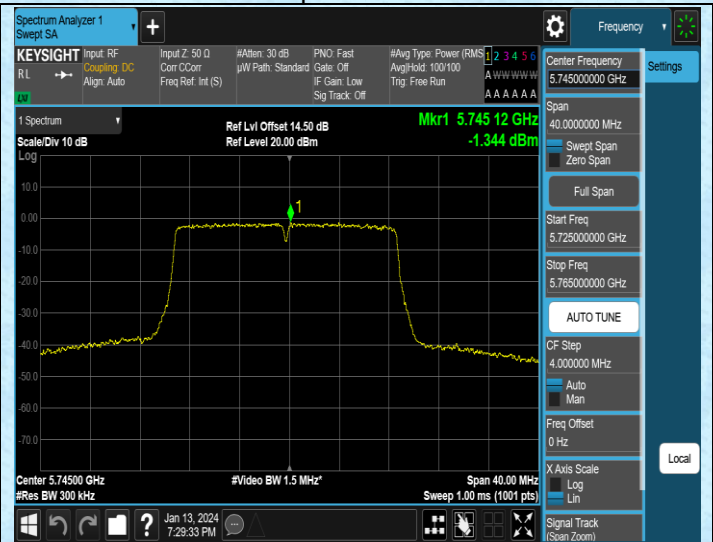 Spectrum Analyzer 1
Swept SA
Frequency
KEYSIGHT
RL
LXI
Input: RF
Coupling: DC
Align: Auto
Input Z: 50 Ω
Corr CCorr
Freq Ref: Int (S)
#Atten: 30 dB
µW Path: Standard
PNO: Fast
Gate: Off
IF Gain: Low
Sig Track: Off
#Avg Type: Power (RMS
Avg|Hold: 100/100
Trig: Free Run
1 2 3 4 5 6
A W W W W W
A A A A A A
1 Spectrum
Scale/Div 10 dB
Log
Ref Lvl Offset 14.50 dB
Ref Level 20.00 dBm
Mkr1 5.745 12 GHz
-1.344 dBm
1
10.0
0.00
-10.0
-20.0
-30.0
-40.0
-50.0
-60.0
-70.0
Center 5.74500 GHz
#Res BW 300 kHz
#Video BW 1.5 MHz*
Span 40.00 MHz
Sweep 1.00 ms (1001 pts)
?
Jan 13, 2024
7:29:33 PM
Center Frequency
5.745000000 GHz
Span
40.0000000 MHz
Swept Span
Zero Span
Full Span
Start Freq
5.725000000 GHz
Stop Freq
5.765000000 GHz
AUTO TUNE
CF Step
4.000000 MHz
Auto
Man
Freq Offset
0 Hz
X Axis Scale
Log
Lin
Signal Track
(Span Zoom)
Settings
Local